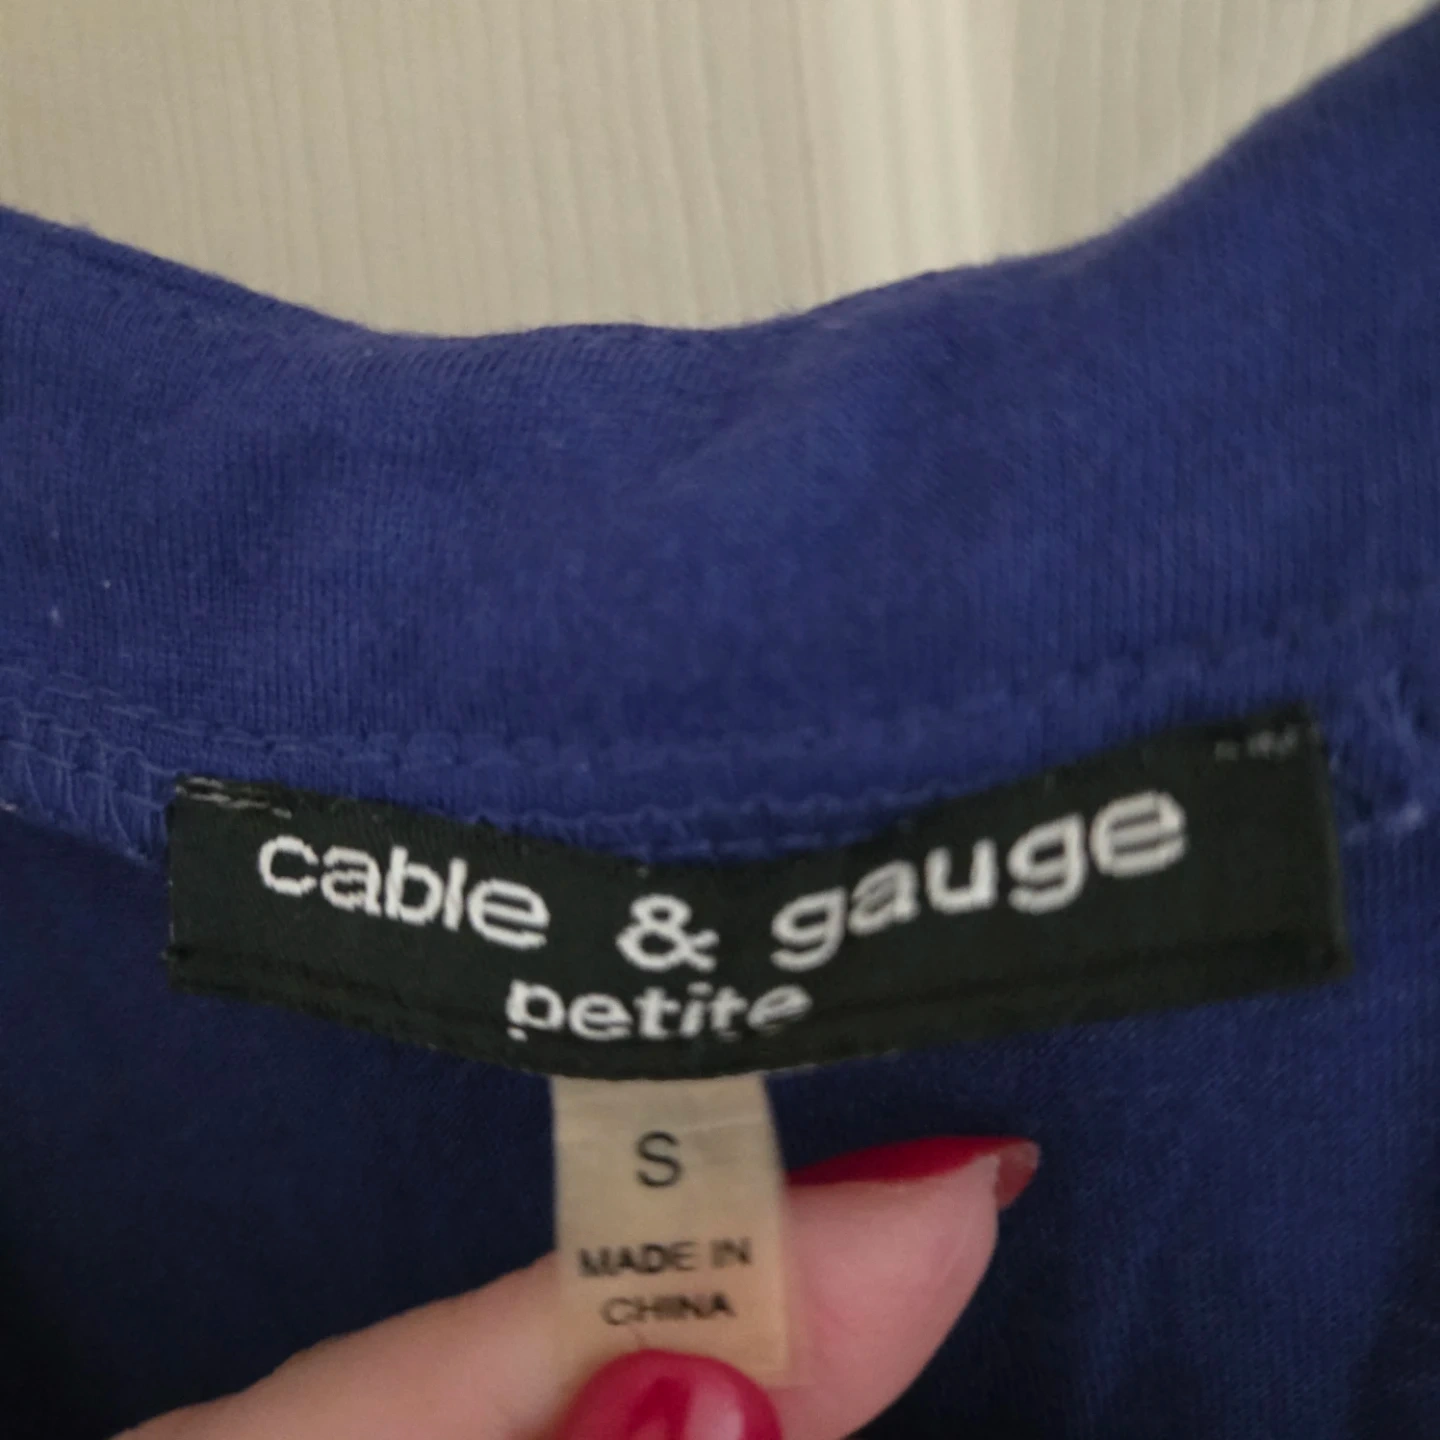 cable & gauge
petite
S
MADE IN
CHINA